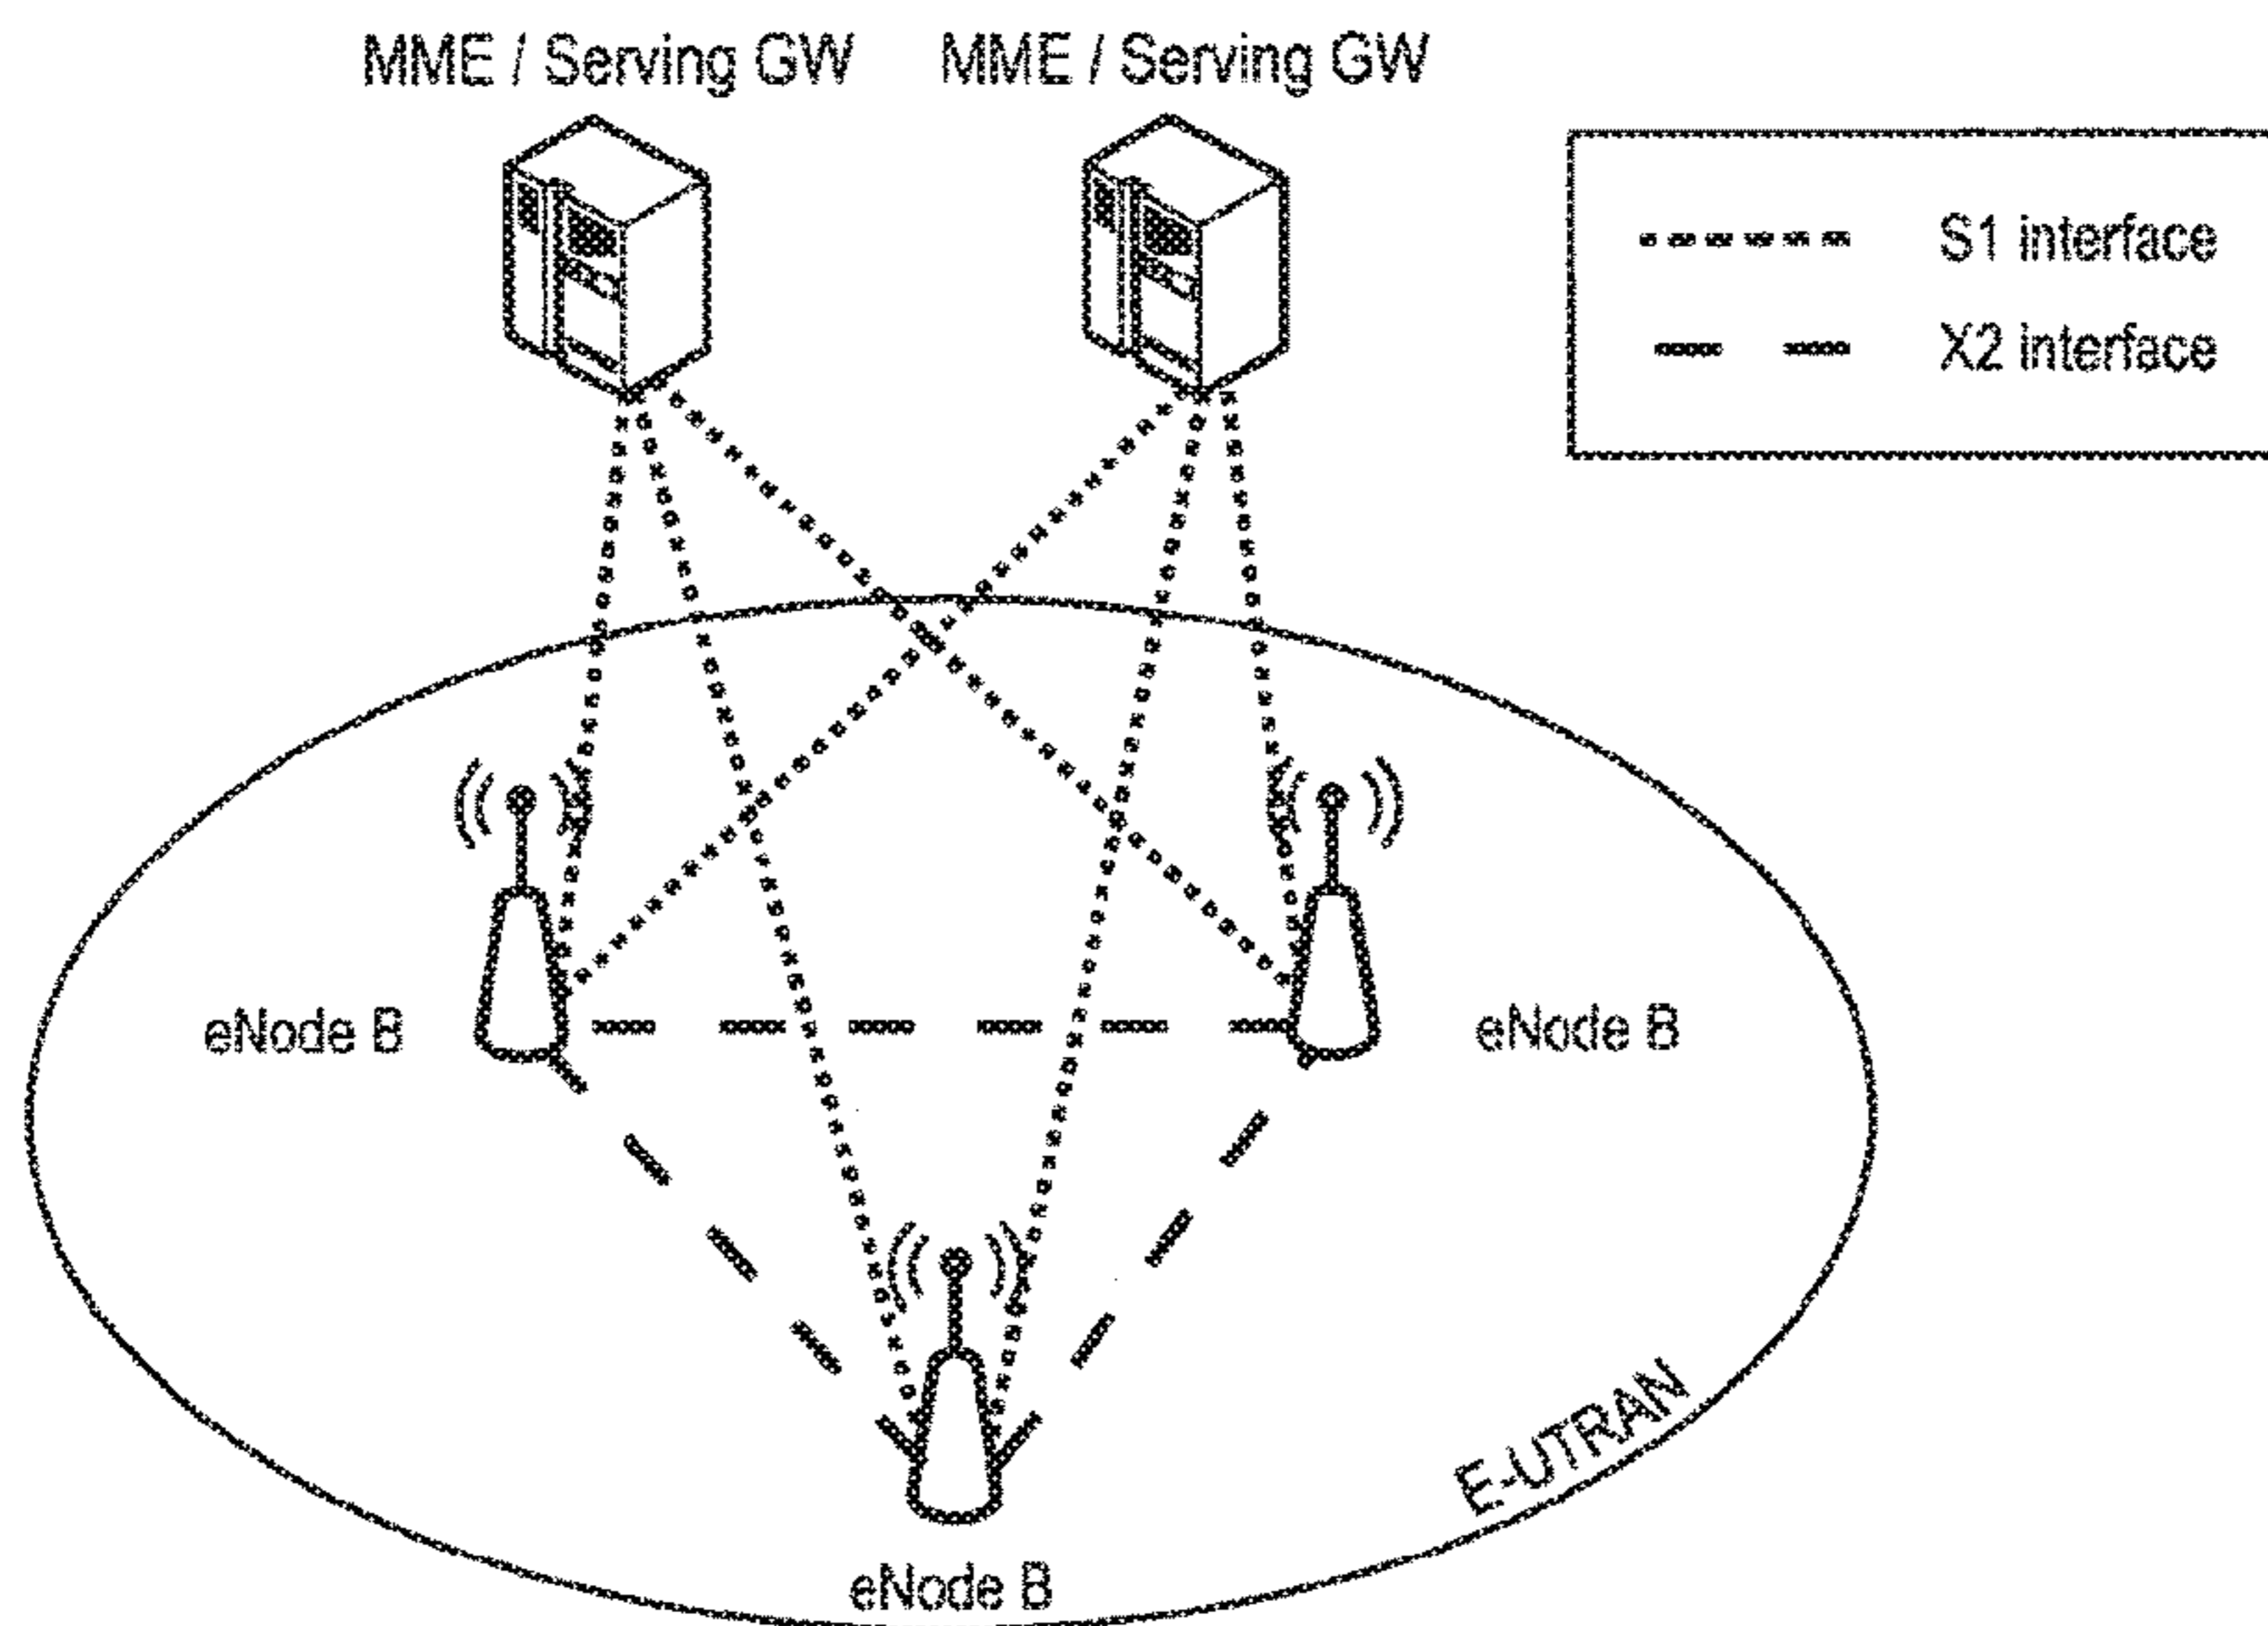 MME / Serving GW
MME / Serving GW
S1 interface
X2 interface
eNode B
eNode B
E-UTRAN
eNode B